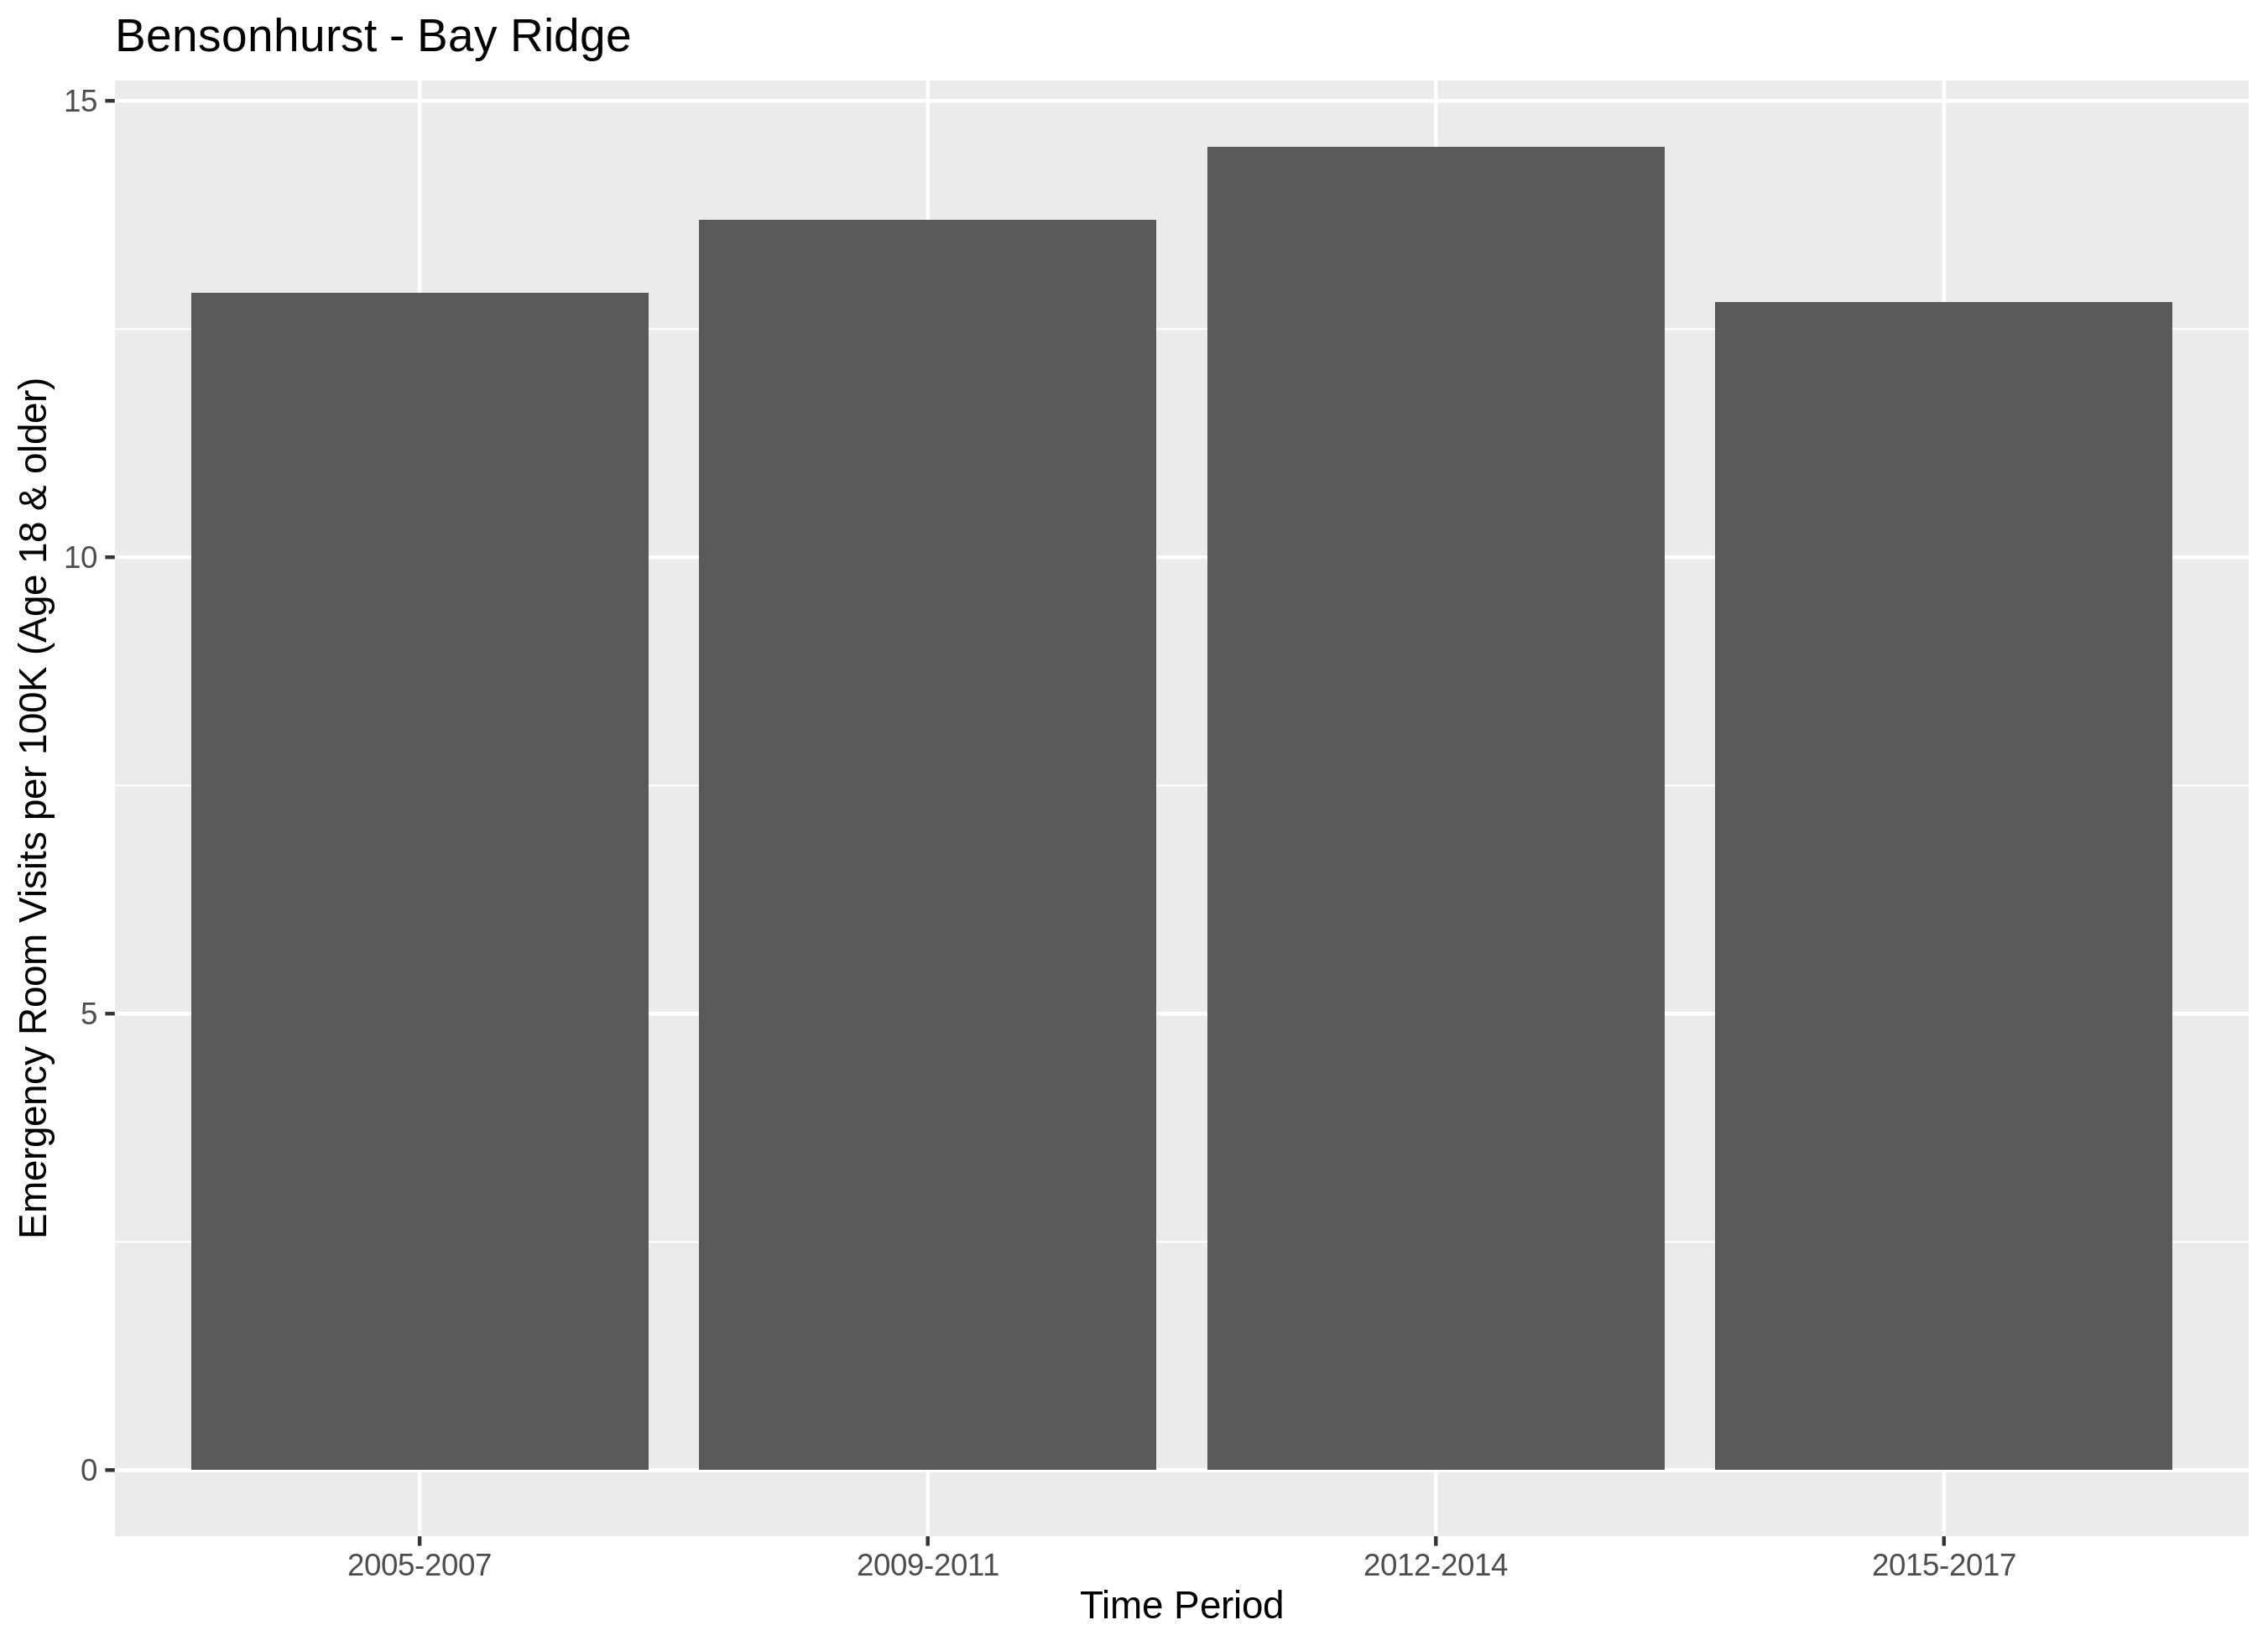 Bensonhurst - Bay Ridge
Emergency Room Visits per 100K (Age 18 & older)
15
10
5
0
2005-2007
2009-2011
2012-2014
2015-2017
Time Period